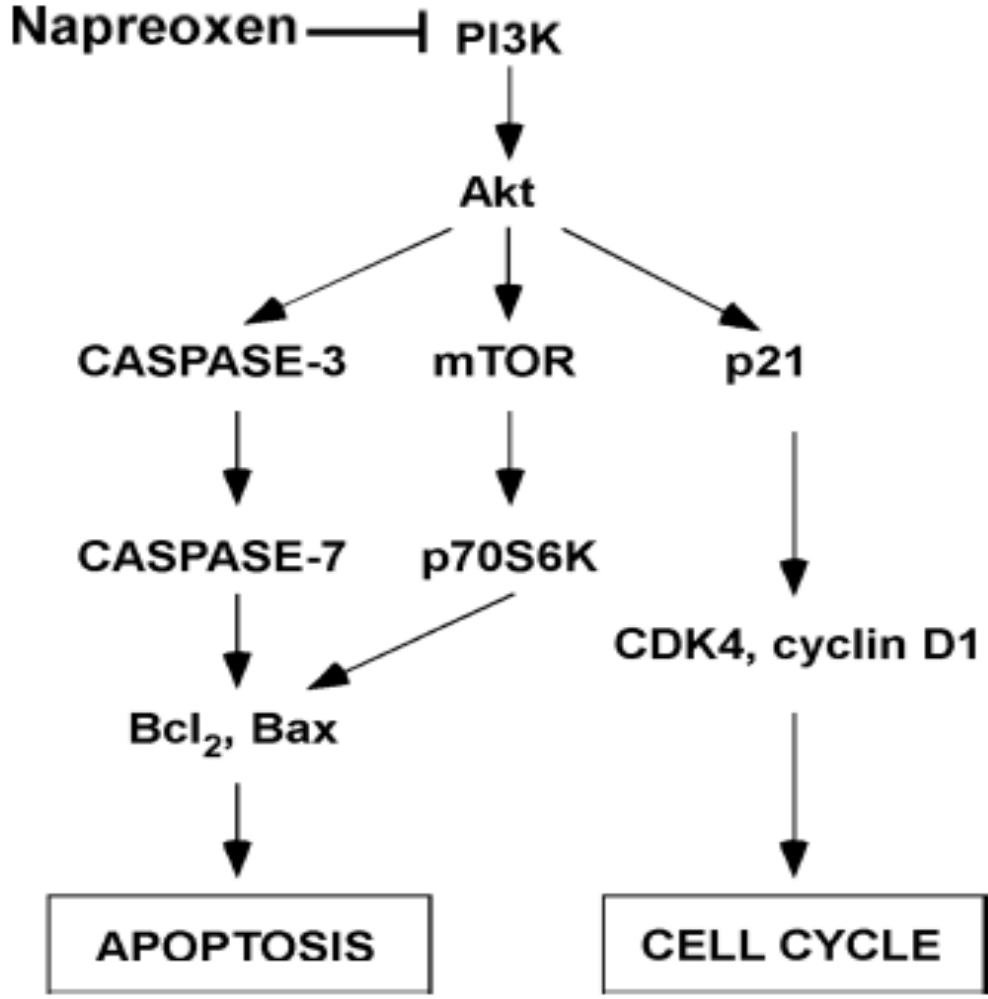 Napreoxen PI3K
Akt
CASPASE-3 mTOR p21
CASPASE-7 p70S6K
CDK4, cyclin D1
Bcl₂, Bax
APOPTOSIS CELL CYCLE